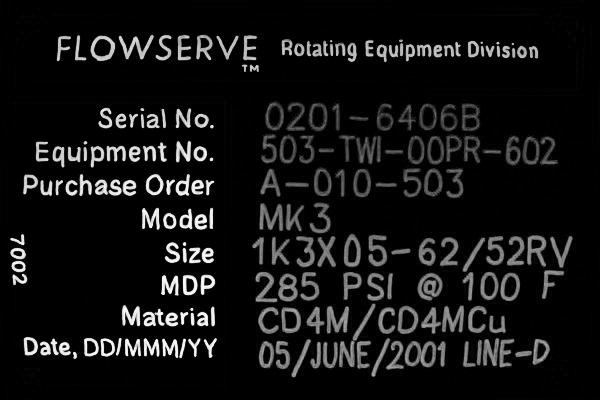 FLOWSERVE™ Rotating Equipment Division
Serial No. 0201-6406B
Equipment No. 503-TWI-00PR-602
Purchase Order A-010-503
Model MK3
Size 1K3X05-62/52RV
MDP 285 PSI @ 100 F
Material CD4M/CD4MCu
Date, DD/MMM/YY 05/JUNE/2001 LINE-D
7002